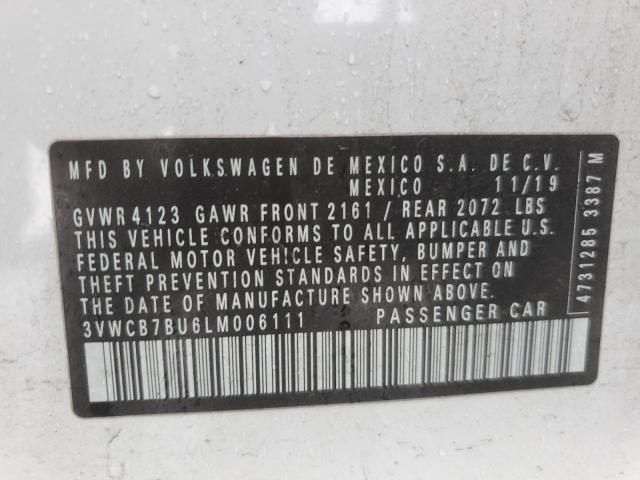 MFD BY VOLKSWAGEN DE MEXICO S.A. DE C.V.
MEXICO 11/19
GVWR 4123 GAWR FRONT 2161 / REAR 2072 LBS
THIS VEHICLE CONFORMS TO ALL APPLICABLE U.S.
FEDERAL MOTOR VEHICLE SAFETY, BUMPER AND
THEFT PREVENTION STANDARDS IN EFFECT ON
THE DATE OF MANUFACTURE SHOWN ABOVE.
3VWCB7BU6LM006111 PASSENGER CAR
4731285 3387 M